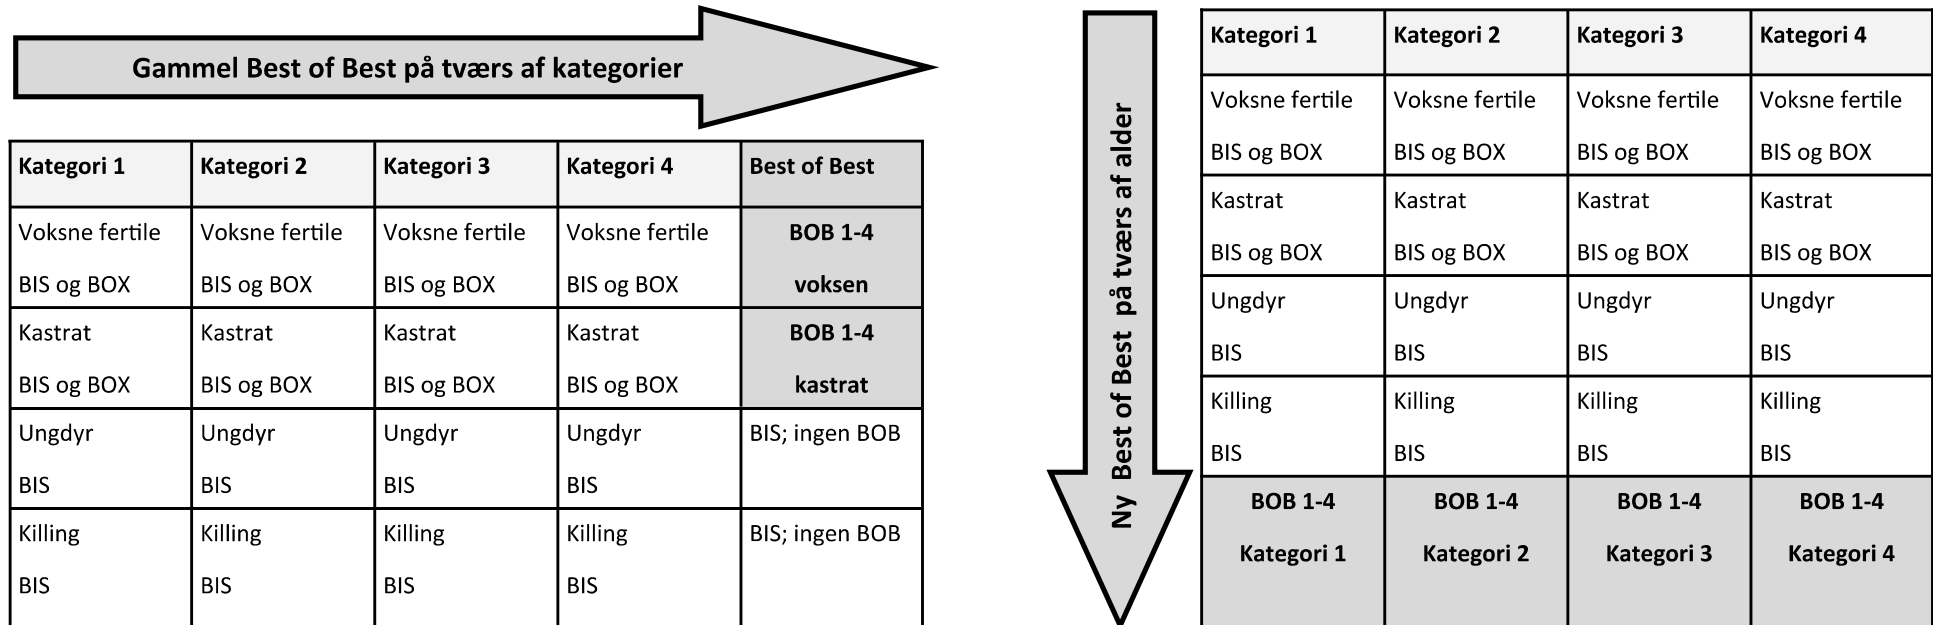 Gammel Best of Best på tværs af kategorier
Kategori 1 Kategori 2 Kategori 3 Kategori 4 Best of Best
Voksne fertile Voksne fertile Voksne fertile Voksne fertile BOB 1-4
BIS og BOX BIS og BOX BIS og BOX BIS og BOX voksen
Kastrat Kastrat Kastrat Kastrat BOB 1-4
BIS og BOX BIS og BOX BIS og BOX BIS og BOX kastrat
Ungdyr Ungdyr Ungdyr Ungdyr BIS; ingen BOB
BIS BIS BIS BIS
Killing Killing Killing Killing BIS; ingen BOB
BIS BIS BIS BIS
Ny Best of Best på tværs af alder
Kategori 1 Kategori 2 Kategori 3 Kategori 4
Voksne fertile Voksne fertile Voksne fertile Voksne fertile
BIS og BOX BIS og BOX BIS og BOX BIS og BOX
Kastrat Kastrat Kastrat Kastrat
BIS og BOX BIS og BOX BIS og BOX BIS og BOX
Ungdyr Ungdyr Ungdyr Ungdyr
BIS BIS BIS BIS
Killing Killing Killing Killing
BIS BIS BIS BIS
BOB 1-4 BOB 1-4 BOB 1-4 BOB 1-4
Kategori 1 Kategori 2 Kategori 3 Kategori 4